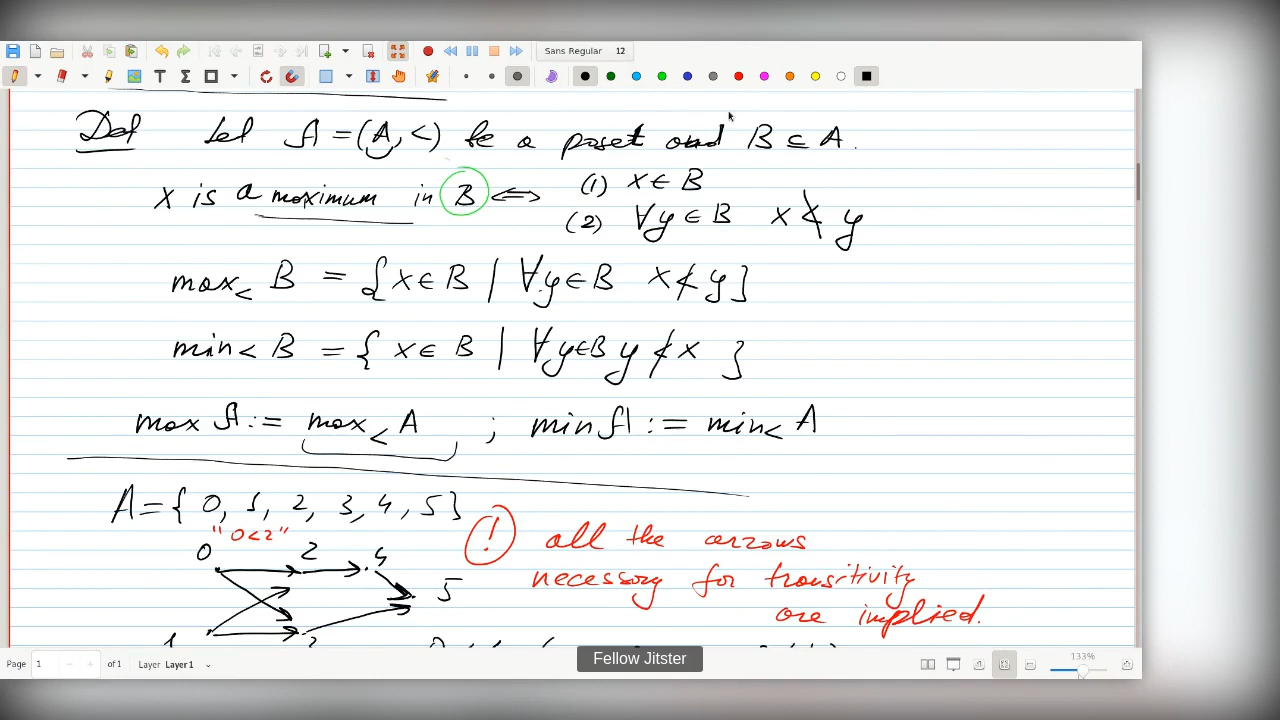 Sans Regular 12
Def Let 𝔄 = (A, <) be a poset and B ⊆ A.
x is a maximum in B ⟺ (1) x ∈ B
(2) ∀y ∈ B x ≮ y
max< B = {x ∈ B | ∀y ∈ B x ≮ y}
min< B = { x ∈ B | ∀y∈B y ≮ x }
max 𝔄 := max< A ; min 𝔄 := min< A
A = { 0, 1, 2, 3, 4, 5 }
"0<2"
! all the arrows
necessary for transitivity
are implied.
0 2 4
5
Fellow Jitster
Page 1 of 1 Layer Layer 1 133%